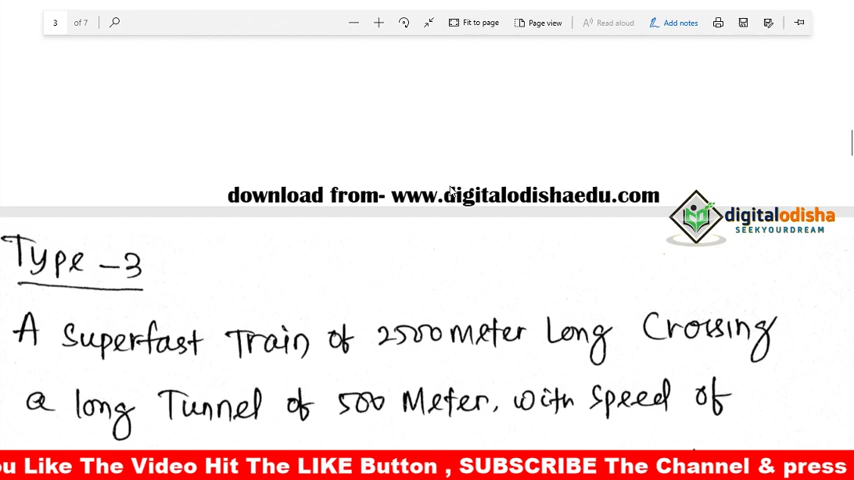 3 of 7 Fit to page Page view Read aloud Add notes
download from- www.digitalodishaedu.com
digitalodisha
SEEKYOURDREAM
Type -3
A Superfast Train of 2500 meter Long Crossing
a long Tunnel of 500 Meter, with speed of
ou Like The Video Hit The LIKE Button , SUBSCRIBE The Channel & press